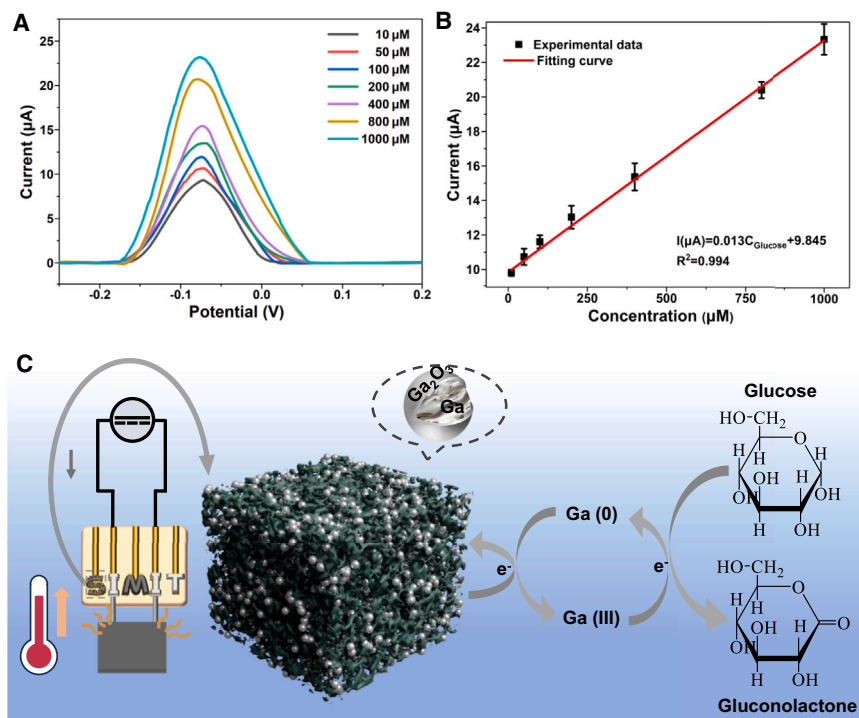 A
25
20
15
10
5
0
Current (μA)
-0.2
-0.1
0.0
0.1
0.2
Potential (V)
10 μM
50 μM
100 μM
200 μM
400 μM
800 μM
1000 μM
B
24
22
20
18
16
14
12
10
Current (μA)
0
250
500
750
1000
Concentration (μM)
Experimental data
Fitting curve
I(μA)=0.013C_Glucose+9.845
R²=0.994
C
Ga₂O₃
Ga
SIMIT
e⁻
Ga (0)
Ga (III)
e⁻
Glucose
HO-CH₂
O
H
H
H
H
OH
HO
OH
H
OH
Gluconolactone
HO-CH₂
O
H
H
H
O
OH
HO
H
OH